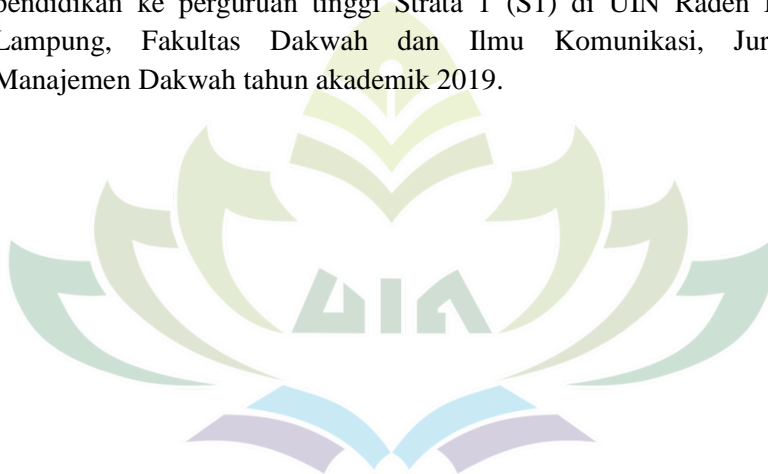 pendidikan ke perguruan tinggi Strata 1 (S1) di UIN Raden
Lampung, Fakultas Dakwah dan Ilmu Komunikasi,
Manajemen Dakwah tahun akademik 2019.
UIN